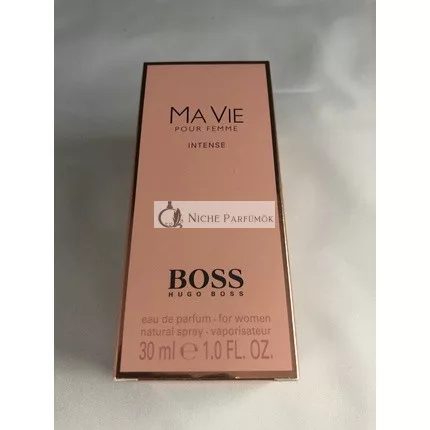 MA VIE
POUR FEMME
INTENSE
NICHE PARFÜMÖK
BOSS
HUGO BOSS
eau de parfum - for women
natural spray - vaporisateur
30 ml ℮ 1.0 FL. OZ.